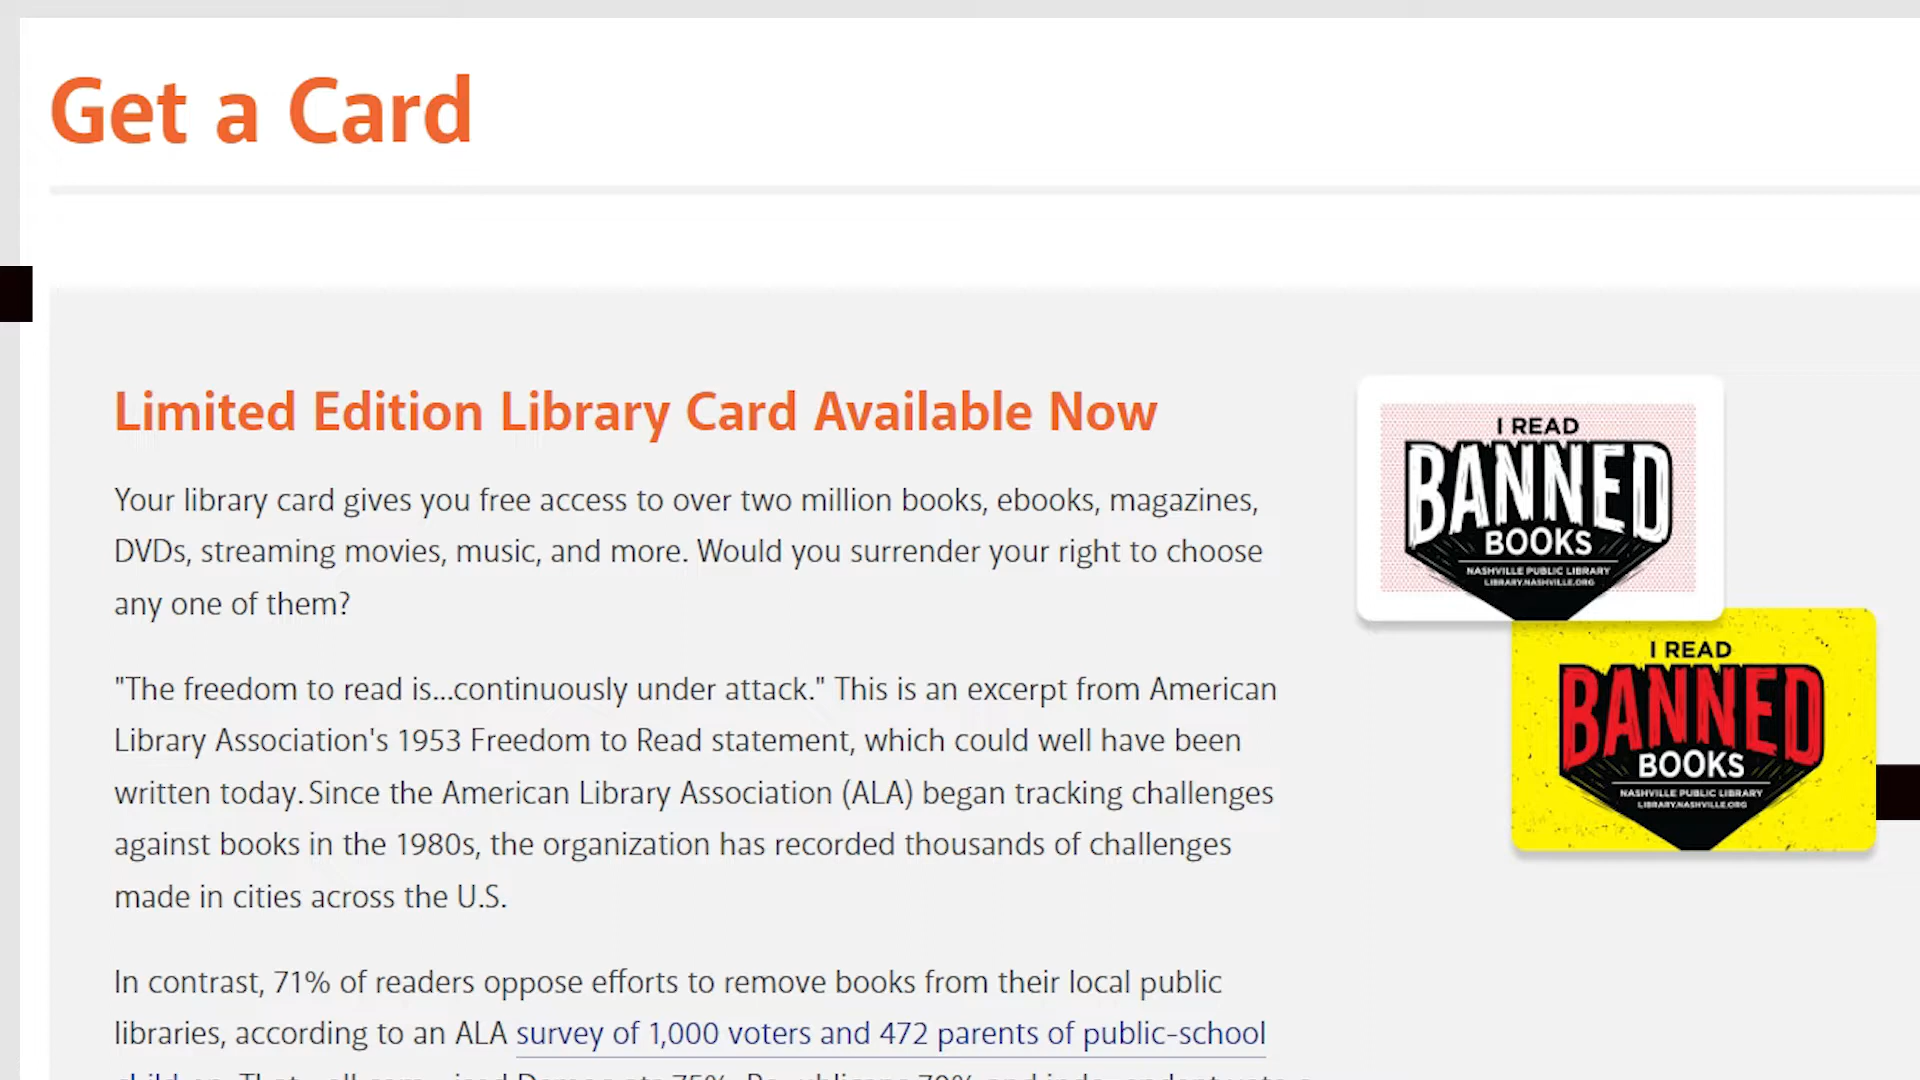 Get a Card
Limited Edition Library Card Available Now
Your library card gives you free access to over two million books, ebooks, magazines,
DVDs, streaming movies, music, and more. Would you surrender your right to choose
any one of them?
"The freedom to read is...continuously under attack." This is an excerpt from American
Library Association's 1953 Freedom to Read statement, which could well have been
written today. Since the American Library Association (ALA) began tracking challenges
against books in the 1980s, the organization has recorded thousands of challenges
made in cities across the U.S.
In contrast, 71% of readers oppose efforts to remove books from their local public
libraries, according to an ALA survey of 1,000 voters and 472 parents of public-school
I READ
BANNED
BOOKS
NASHVILLE PUBLIC LIBRARY
LIBRARY.NASHVILLE.ORG
I READ
BANNED
BOOKS
NASHVILLE PUBLIC LIBRARY
LIBRARY.NASHVILLE.ORG